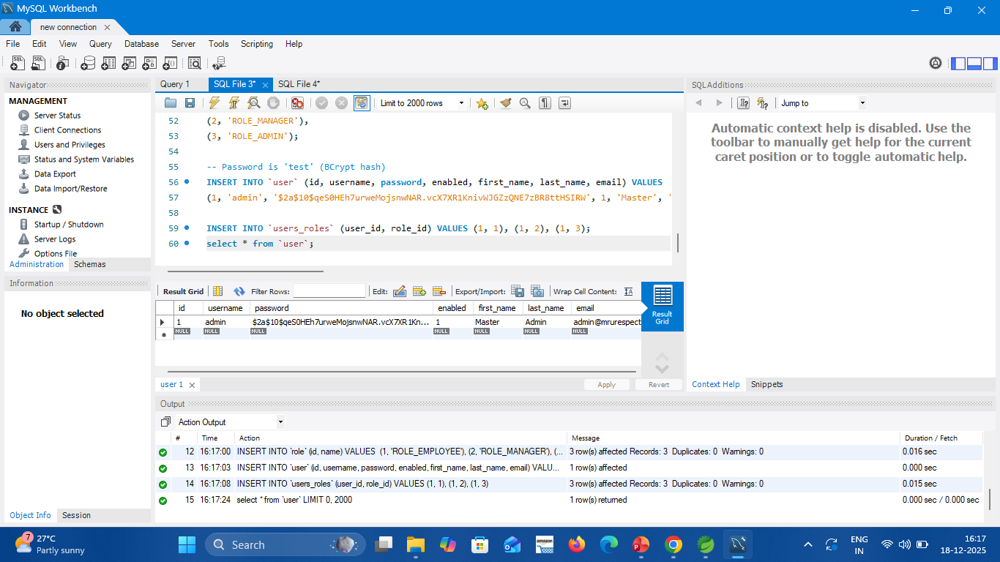 MySQL Workbench
new connection
File Edit View Query Database Server Tools Scripting Help
Navigator
MANAGEMENT
Server Status
Client Connections
Users and Privileges
Status and System Variables
Data Export
Data Import/Restore
INSTANCE
Startup / Shutdown
Server Logs
Options File
Administration Schemas
Information
No object selected
Object Info Session
Query 1 SQL File 3* SQL File 4*
Limit to 2000 rows
52 (2, 'ROLE_MANAGER'),
53 (3, 'ROLE_ADMIN');
54
55 -- Password is 'test' (BCrypt hash)
56 INSERT INTO `user` (id, username, password, enabled, first_name, last_name, email) VALUES
57 (1, 'admin', '$2a$10$qeS0HEh7urweMojsnwNAR.vcX7XR1KnivWJGZzQNE7zBR8ttHSIRW', 1, 'Master', '
58
59 INSERT INTO `users_roles` (user_id, role_id) VALUES (1, 1), (1, 2), (1, 3);
60 select * from `user`;
Result Grid Filter Rows: Edit: Export/Import: Wrap Cell Content:
id username password enabled first_name last_name email
1 admin $2a$10$qeS0HEh7urweMojsnwNAR.vcX7XR1Kn... 1 Master Admin admin@mrurespect
NULL NULL NULL NULL NULL NULL NULL
Result
Grid
user 1 Apply Revert
SQLAdditions
Jump to
Automatic context help is disabled. Use the
toolbar to manually get help for the current
caret position or to toggle automatic help.
Context Help Snippets
Output
Action Output
# Time Action Message Duration / Fetch
12 16:17:00 INSERT INTO `role` (id, name) VALUES (1, 'ROLE_EMPLOYEE'), (2, 'ROLE_MANAGER'), (... 3 row(s) affected Records: 3 Duplicates: 0 Warnings: 0 0.016 sec
13 16:17:03 INSERT INTO `user` (id, username, password, enabled, first_name, last_name, email) VALU... 1 row(s) affected 0.000 sec
14 16:17:08 INSERT INTO `users_roles` (user_id, role_id) VALUES (1, 1), (1, 2), (1, 3) 3 row(s) affected Records: 3 Duplicates: 0 Warnings: 0 0.015 sec
15 16:17:24 select * from `user` LIMIT 0, 2000 1 row(s) returned 0.000 sec / 0.000 sec
7
27°C
Partly sunny
Search
amazon
ENG
IN
16:17
18-12-2025